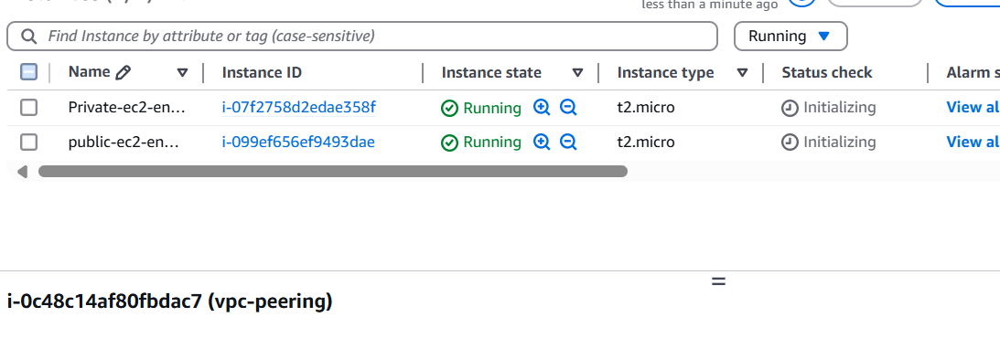 less than a minute ago
Find Instance by attribute or tag (case-sensitive)
Running
Name Instance ID Instance state Instance type Status check Alarm s
Private-ec2-en... i-07f2758d2edae358f Running t2.micro Initializing View al
public-ec2-en... i-099ef656ef9493dae Running t2.micro Initializing View al
i-0c48c14af80fbdac7 (vpc-peering)